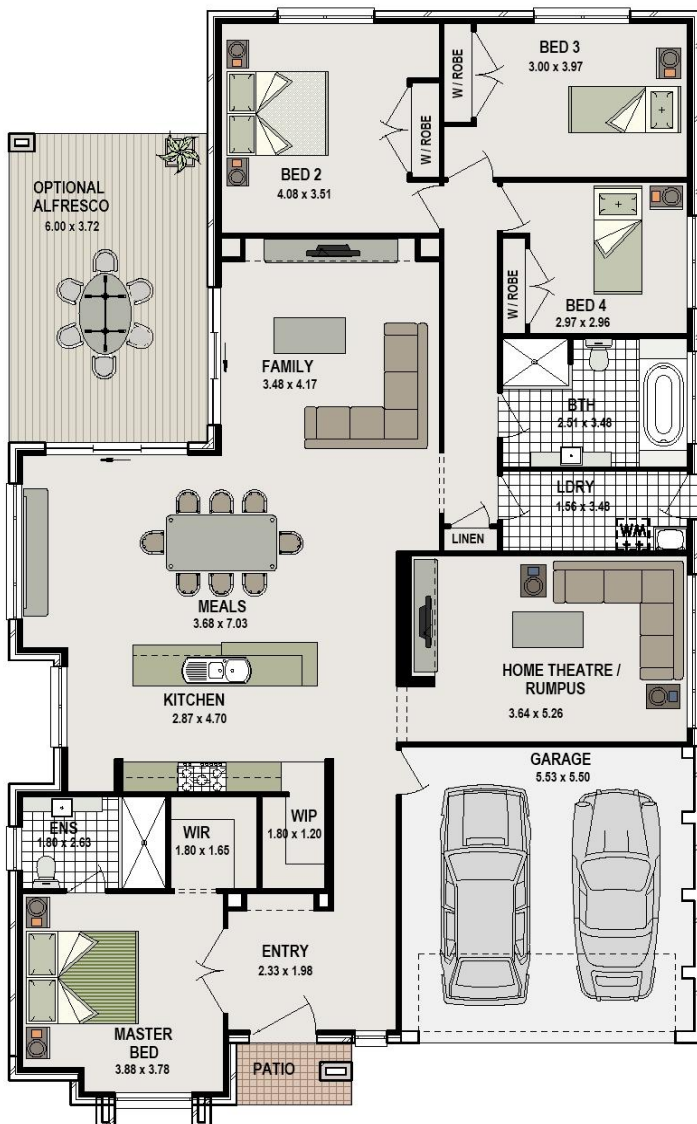 BED 3
3.00 x 3.97
W / ROBE
W / ROBE
BED 2
4.08 x 3.51
OPTIONAL
ALFRESCO
6.00 x 3.72
W / ROBE
BED 4
2.97 x 2.96
FAMILY
3.48 x 4.17
BTH
2.51 x 3.48
LDRY
1.56 x 3.48
WM
LINEN
MEALS
3.68 x 7.03
HOME THEATRE /
RUMPUS
3.64 x 5.26
KITCHEN
2.87 x 4.70
GARAGE
5.53 x 5.50
ENS
1.80 x 2.63
WIR
1.80 x 1.65
WIP
1.80 x 1.20
ENTRY
2.33 x 1.98
MASTER
BED
3.88 x 3.78
PATIO